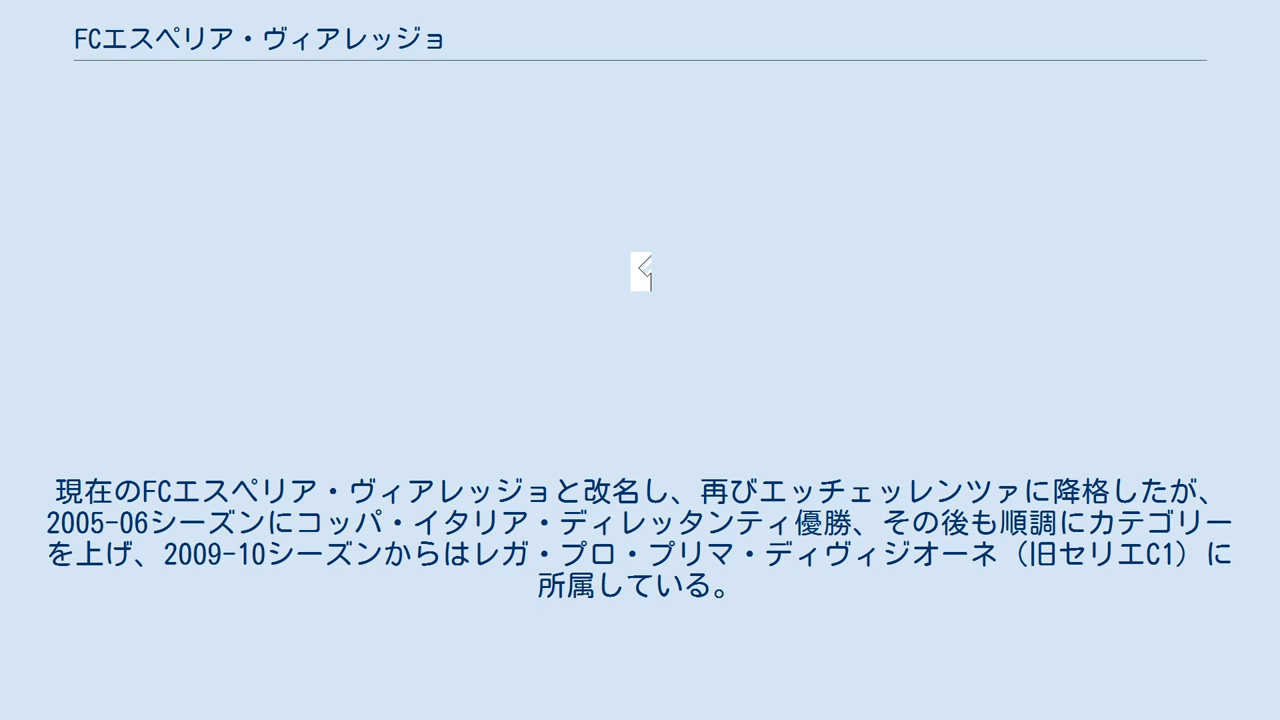 FCエスペリア・ヴィアレッジョ
現在のFCエスペリア・ヴィアレッジョと改名し、再びエッチェッレンツァに降格したが、
2005-06シーズンにコッパ・イタリア・ディレッタンティ優勝、その後も順調にカテゴリー
を上げ、2009-10シーズンからはレガ・プロ・プリマ・ディヴィジオーネ（旧セリエC1）に
所属している。